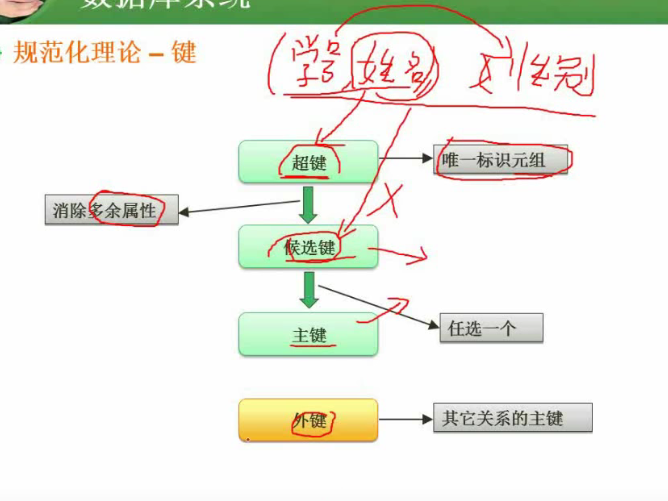 数据库系统
规范化理论 – 键
(学号,姓名) 性别
超键
唯一标识元组
消除多余属性
候选键
任选一个
主键
外键
其它关系的主键